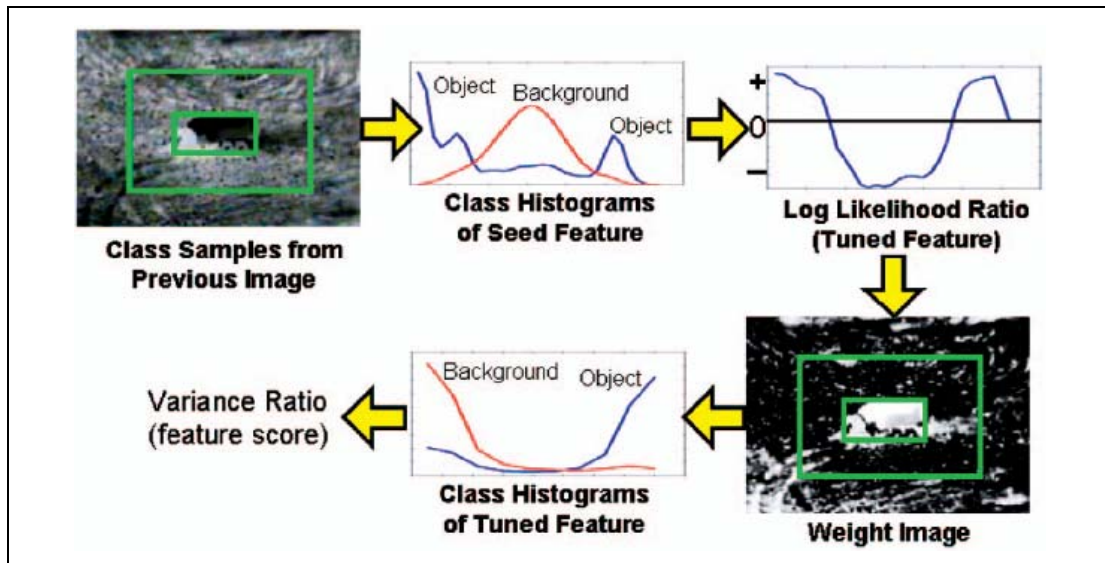 Object
Background
Object
Class Samples from
Previous Image
Class Histograms
of Seed Feature
+
0
–
Log Likelihood Ratio
(Tuned Feature)
Variance Ratio
(feature score)
Background
Object
Class Histograms
of Tuned Feature
Weight Image